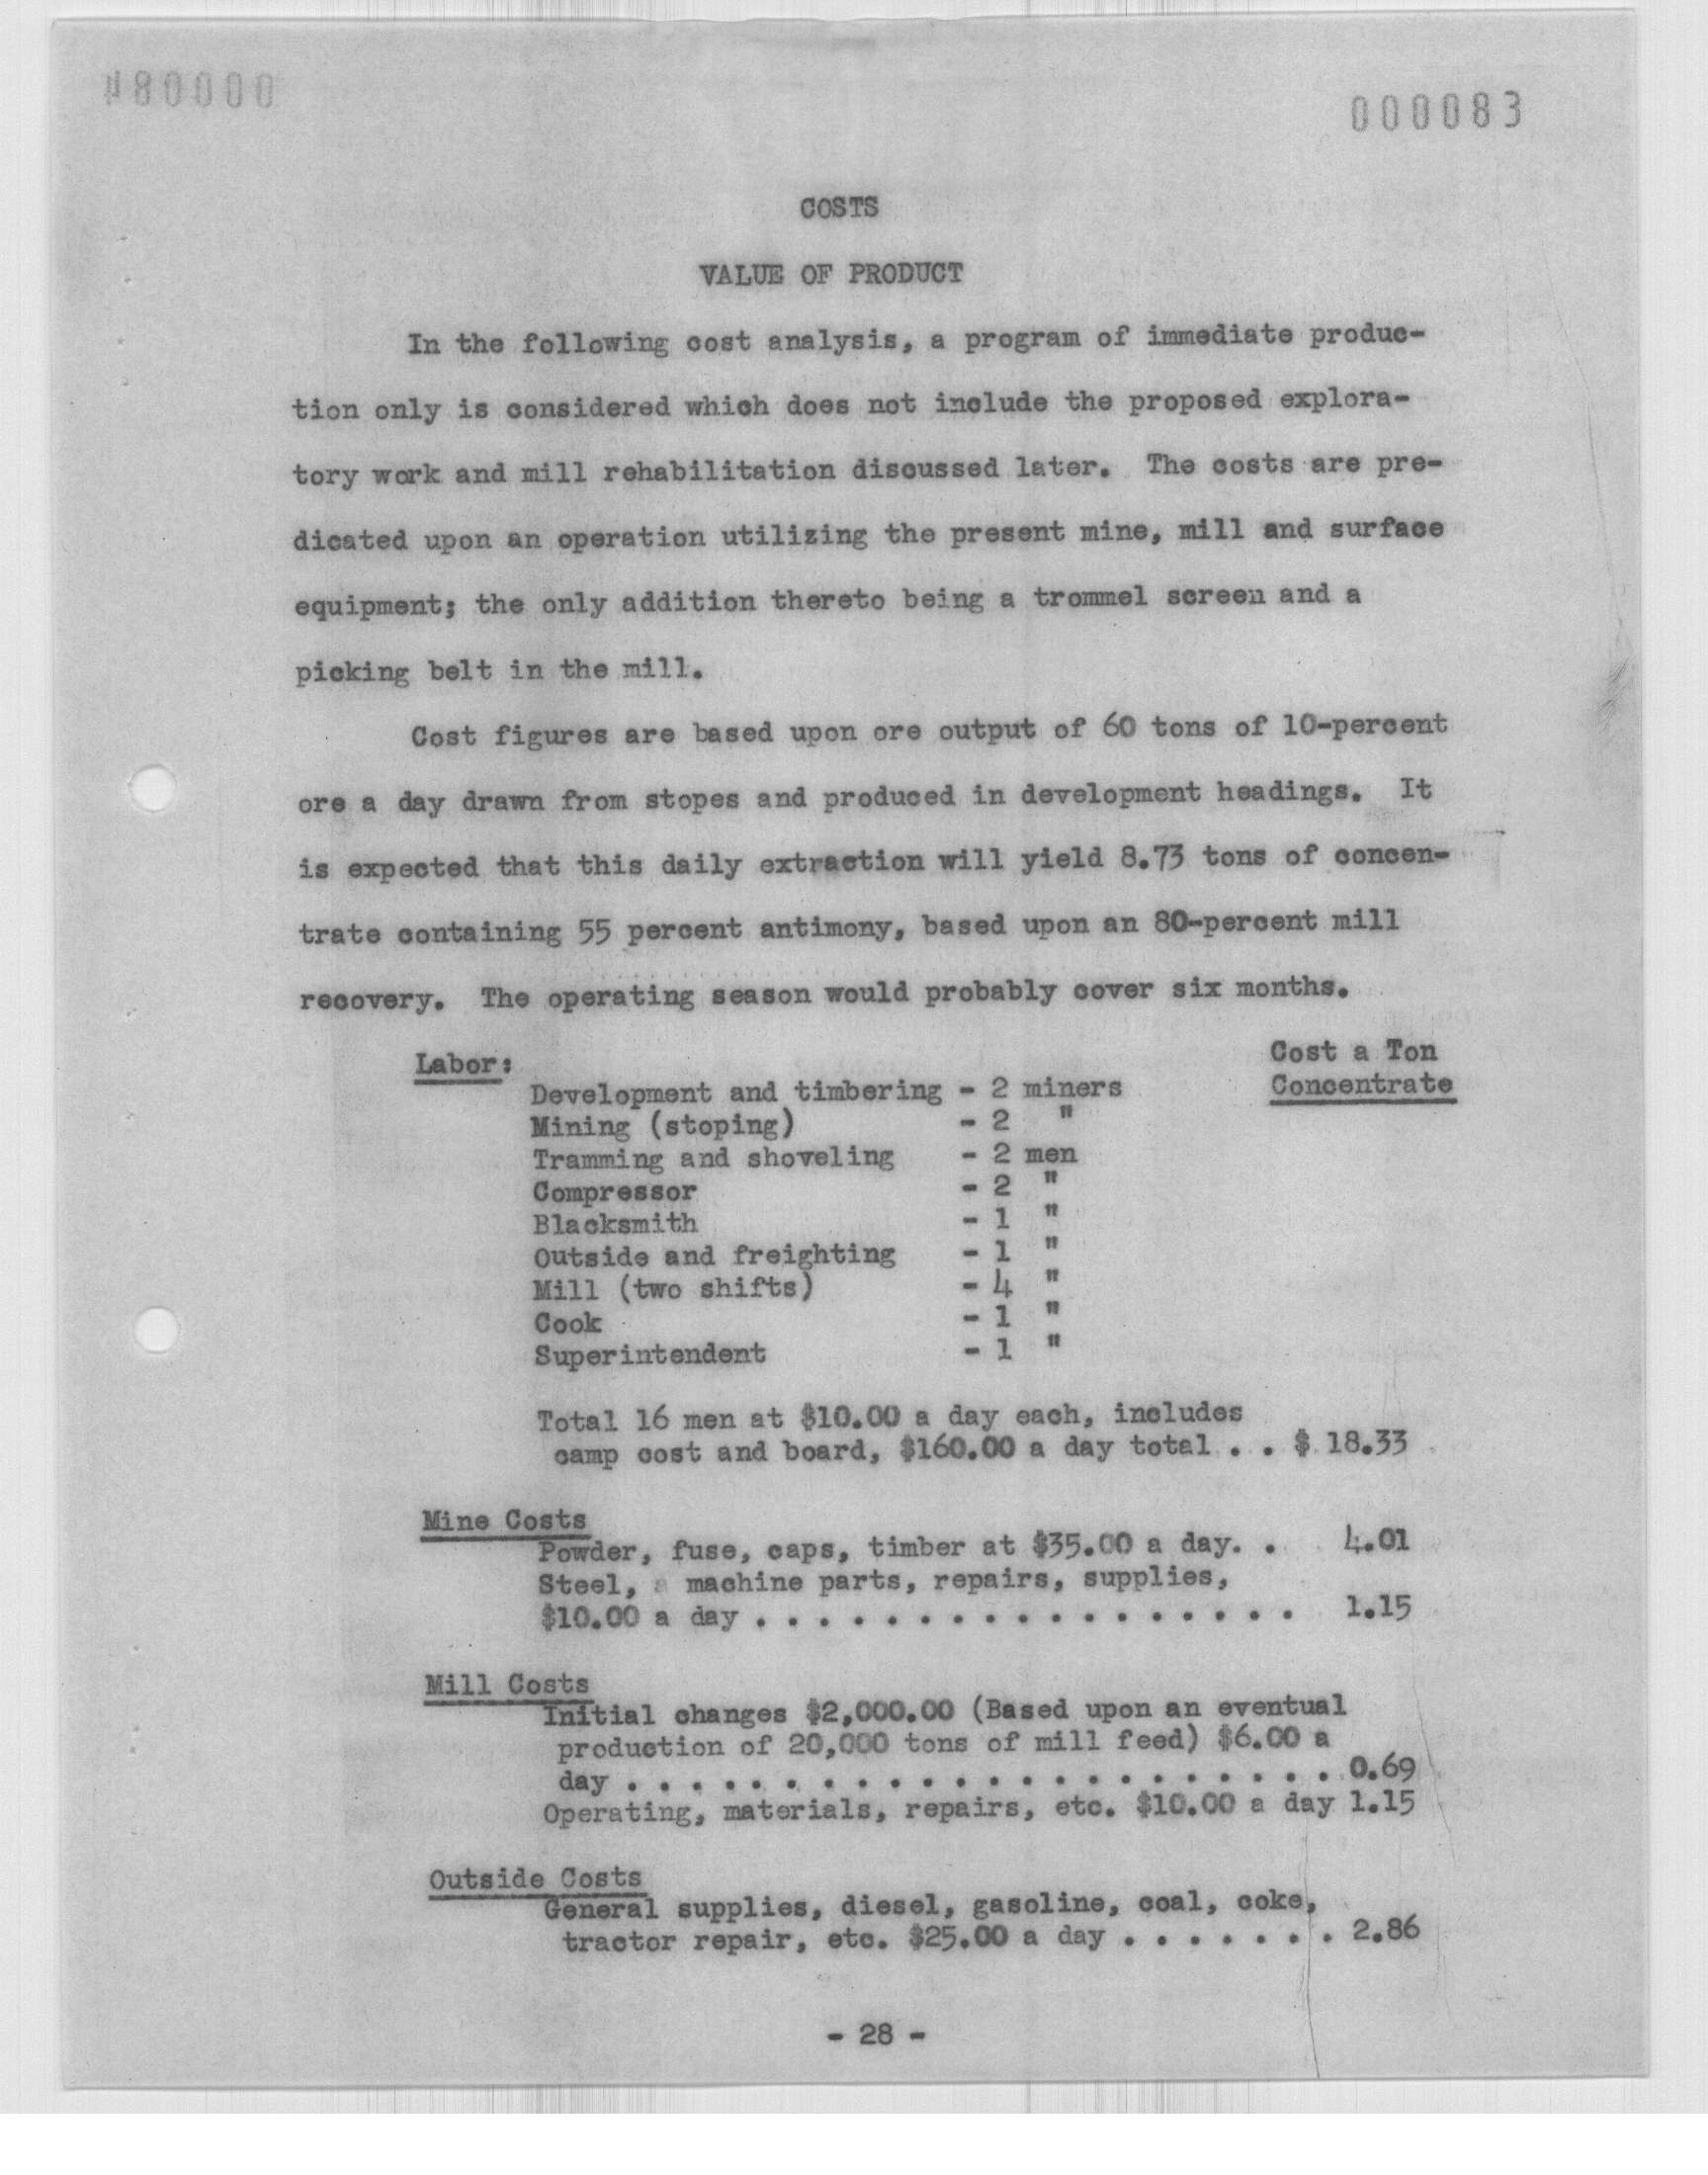 480000
000083
COSTS
VALUE OF PRODUCT
In the following cost analysis, a program of immediate produc-
tion only is considered which does not include the proposed explora-
tory work and mill rehabilitation discussed later. The costs are pre-
dicated upon an operation utilizing the present mine, mill and surface
equipment; the only addition thereto being a trommel screen and a
picking belt in the mill.
Cost figures are based upon ore output of 60 tons of 10-percent
ore a day drawn from stopes and produced in development headings. It
is expected that this daily extraction will yield 8.73 tons of concen-
trate containing 55 percent antimony, based upon an 80-percent mill
recovery. The operating season would probably cover six months.
Cost a Ton
Labor:
Concentrate
Development and timbering - 2 miners
Mining (stoping) - 2 "
Tramming and shoveling - 2 men
Compressor - 2 "
Blacksmith - 1 "
Outside and freighting - 1 "
Mill (two shifts) - 4 "
Cook - 1 "
Superintendent - 1 "
Total 16 men at $10.00 a day each, includes
camp cost and board, $160.00 a day total . . $ 18.33
Mine Costs
Powder, fuse, caps, timber at $35.00 a day. . 4.01
Steel, machine parts, repairs, supplies,
$10.00 a day . . . . . . . . . . . . . . . . . 1.15
Mill Costs
Initial changes $2,000.00 (Based upon an eventual
production of 20,000 tons of mill feed) $6.00 a
day . . . . . . . . . . . . . . . . . . . . . . 0.69
Operating, materials, repairs, etc. $10.00 a day 1.15
Outside Costs
General supplies, diesel, gasoline, coal, coke,
tractor repair, etc. $25.00 a day . . . . . . . 2.86
- 28 -